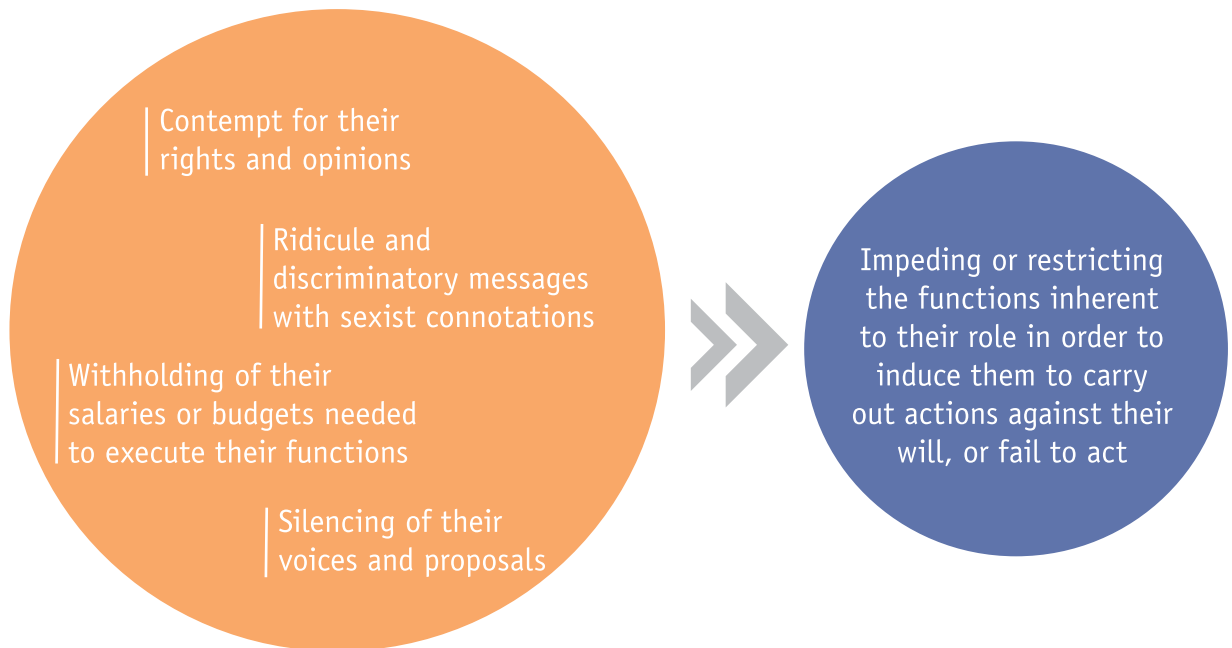 Contempt for their
rights and opinions
Ridicule and
discriminatory messages
with sexist connotations
Withholding of their
salaries or budgets needed
to execute their functions
Silencing of their
voices and proposals
Impeding or restricting
the functions inherent
to their role in order to
induce them to carry
out actions against their
will, or fail to act